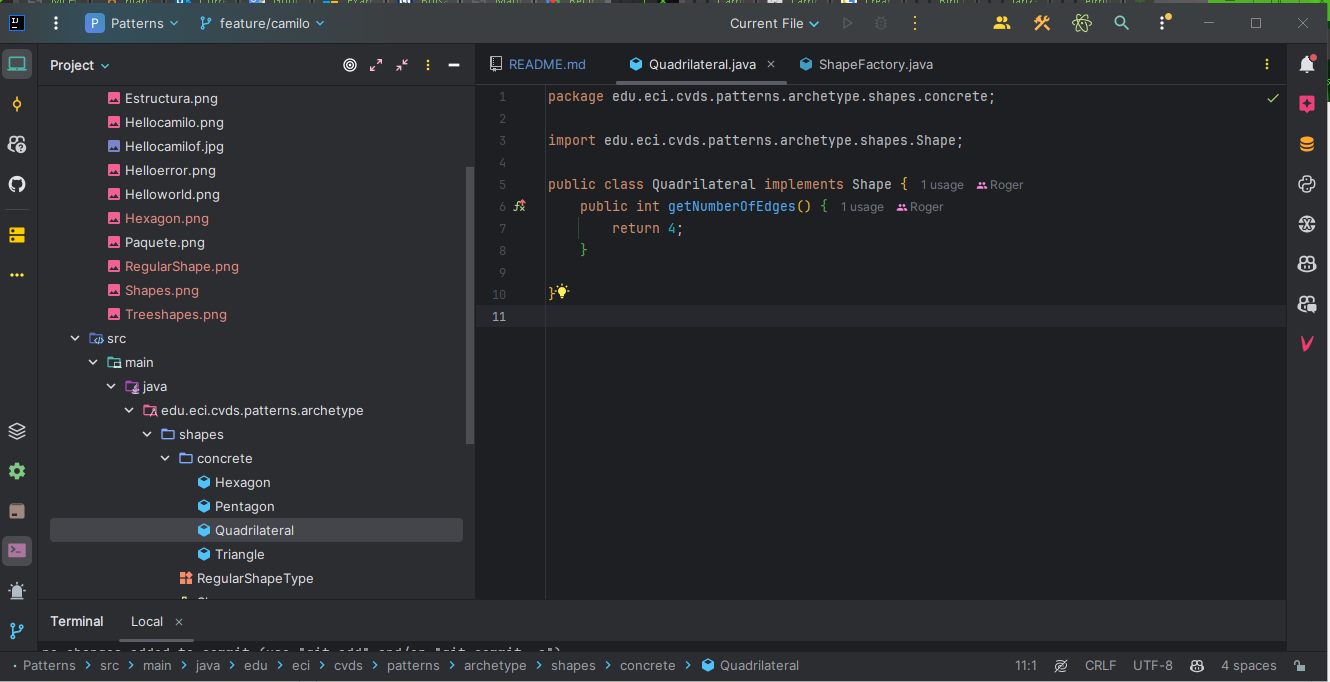 P Patterns feature/camilo Current File
Project
README.md Quadrilateral.java ShapeFactory.java
Estructura.png
Hellocamilo.png
Hellocamilof.jpg
Helloerror.png
Helloworld.png
Hexagon.png
Paquete.png
RegularShape.png
Shapes.png
Treeshapes.png
src
main
java
edu.eci.cvds.patterns.archetype
shapes
concrete
Hexagon
Pentagon
Quadrilateral
Triangle
RegularShapeType
1 package edu.eci.cvds.patterns.archetype.shapes.concrete;
2
3 import edu.eci.cvds.patterns.archetype.shapes.Shape;
4
5 public class Quadrilateral implements Shape { 1 usage Roger
6 public int getNumberOfEdges() { 1 usage Roger
7 return 4;
8 }
9
10 }
11
Terminal Local
Patterns > src > main > java > edu > eci > cvds > patterns > archetype > shapes > concrete > Quadrilateral 11:1 CRLF UTF-8 4 spaces